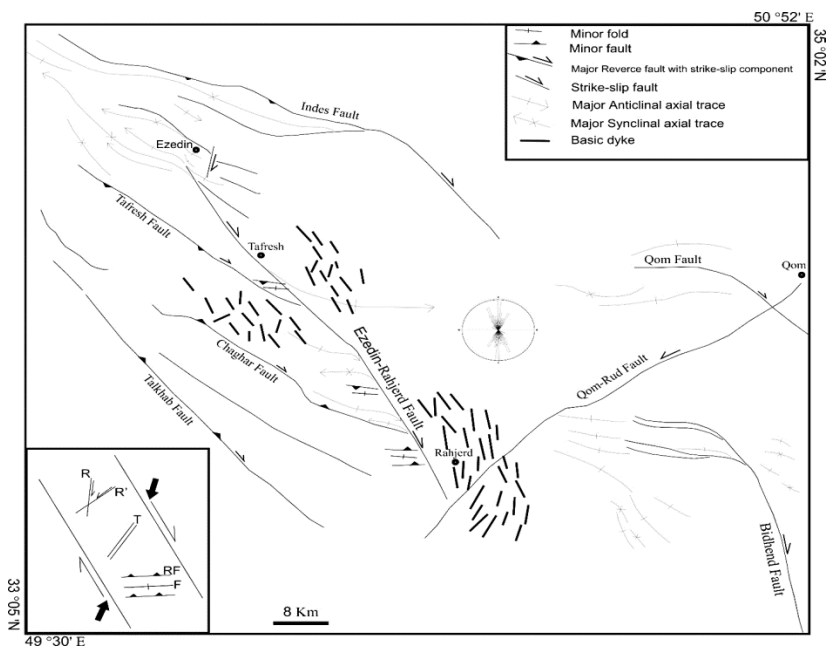 50 °52' E
35 °02' N
Minor fold
Minor fault
Major Reverce fault with strike-slip component
Strike-slip fault
Major Anticlinal axial trace
Major Synclinal axial trace
Basic dyke
Indes Fault
Ezedin
Tafresh Fault
Tafresh
Qom Fault
Qom
Ezedin-Rahjerd Fault
Chaghar Fault
Qom-Rud Fault
Talkhab Fault
Rahjerd
Bidhend Fault
R
R'
T
RF
F
8 Km
33 °05 'N
49 °30' E